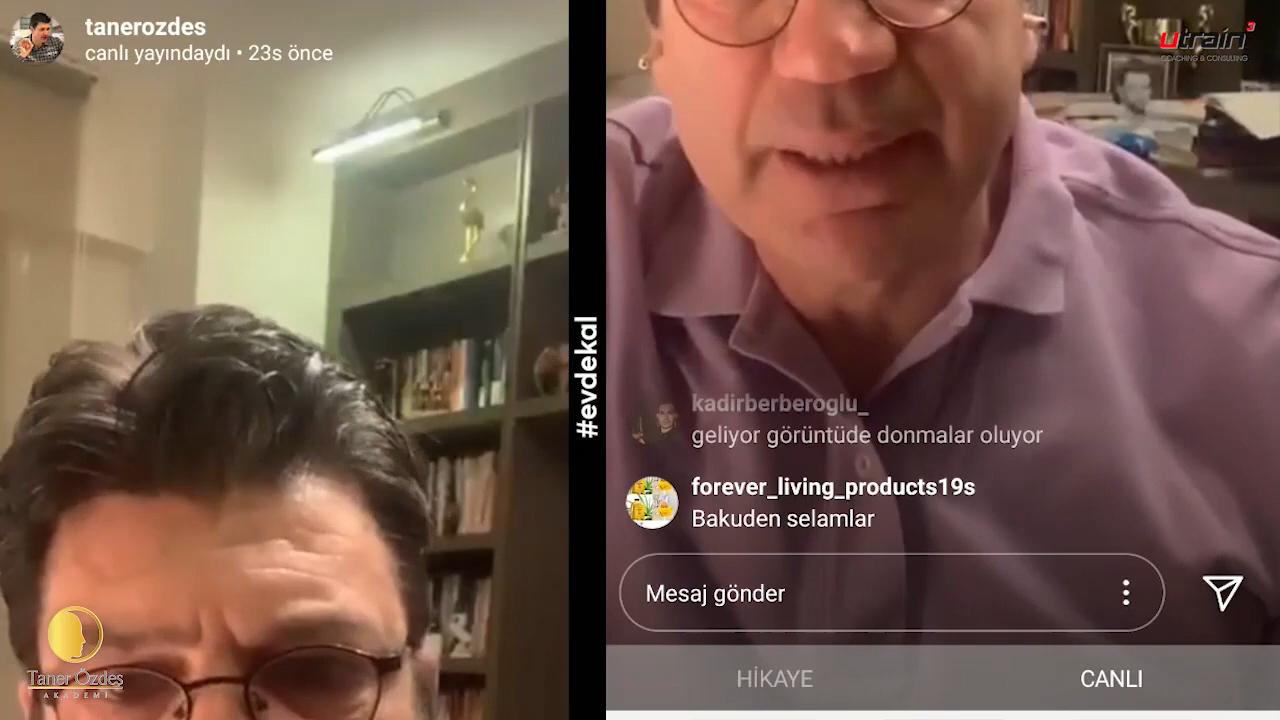 tanerozdes
canlı yayındaydı • 23s önce
utrain³
COACHING & CONSULTING
#evdekal
kadirberberoglu_
geliyor görüntüde donmalar oluyor
forever_living_products19s
Bakuden selamlar
Mesaj gönder
HİKAYE
CANLI
Taner Özdeş
AKADEMİ